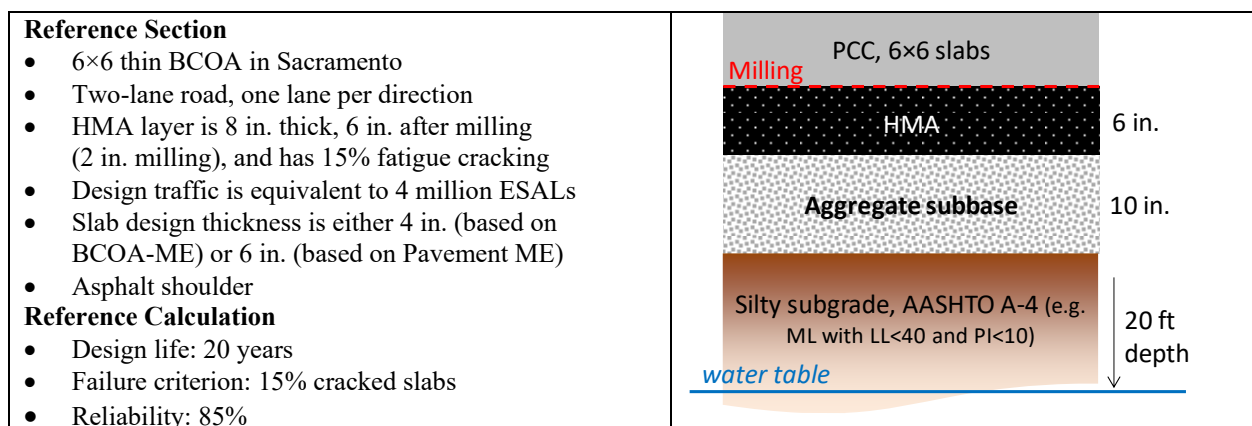 Reference Section
• 6×6 thin BCOA in Sacramento
• Two-lane road, one lane per direction
• HMA layer is 8 in. thick, 6 in. after milling
(2 in. milling), and has 15% fatigue cracking
• Design traffic is equivalent to 4 million ESALs
• Slab design thickness is either 4 in. (based on
BCOA-ME) or 6 in. (based on Pavement ME)
• Asphalt shoulder
Reference Calculation
• Design life: 20 years
• Failure criterion: 15% cracked slabs
• Reliability: 85%
PCC, 6×6 slabs
Milling
HMA
6 in.
Aggregate subbase
10 in.
Silty subgrade, AASHTO A-4 (e.g.
ML with LL<40 and PI<10)
20 ft
depth
water table